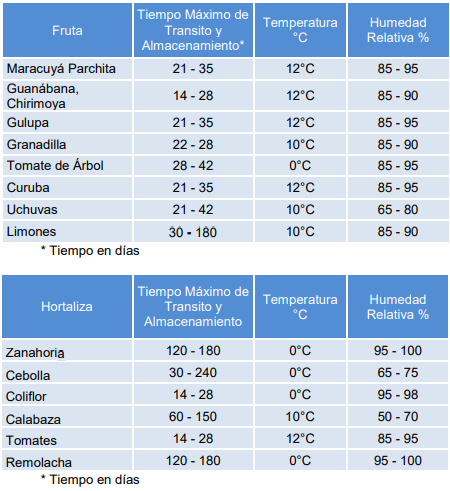 Fruta Tiempo Máximo de Transito y Almacenamiento* Temperatura °C Humedad Relativa %
Maracuyá Parchita 21 - 35 12°C 85 - 95
Guanábana, Chirimoya 14 - 28 12°C 85 - 90
Gulupa 21 - 35 12°C 85 - 95
Granadilla 22 - 28 10°C 85 - 90
Tomate de Árbol 28 - 42 0°C 85 - 95
Curuba 21 - 35 12°C 85 - 95
Uchuvas 21 - 42 10°C 65 - 80
Limones 30 - 180 10°C 85 - 90
* Tiempo en días
Hortaliza Tiempo Máximo de Transito y Almacenamiento Temperatura °C Humedad Relativa %
Zanahoria 120 - 180 0°C 95 - 100
Cebolla 30 - 240 0°C 65 - 75
Coliflor 14 - 28 0°C 95 - 98
Calabaza 60 - 150 10°C 50 - 70
Tomates 14 - 28 12°C 85 - 95
Remolacha 120 - 180 0°C 95 - 100
* Tiempo en días